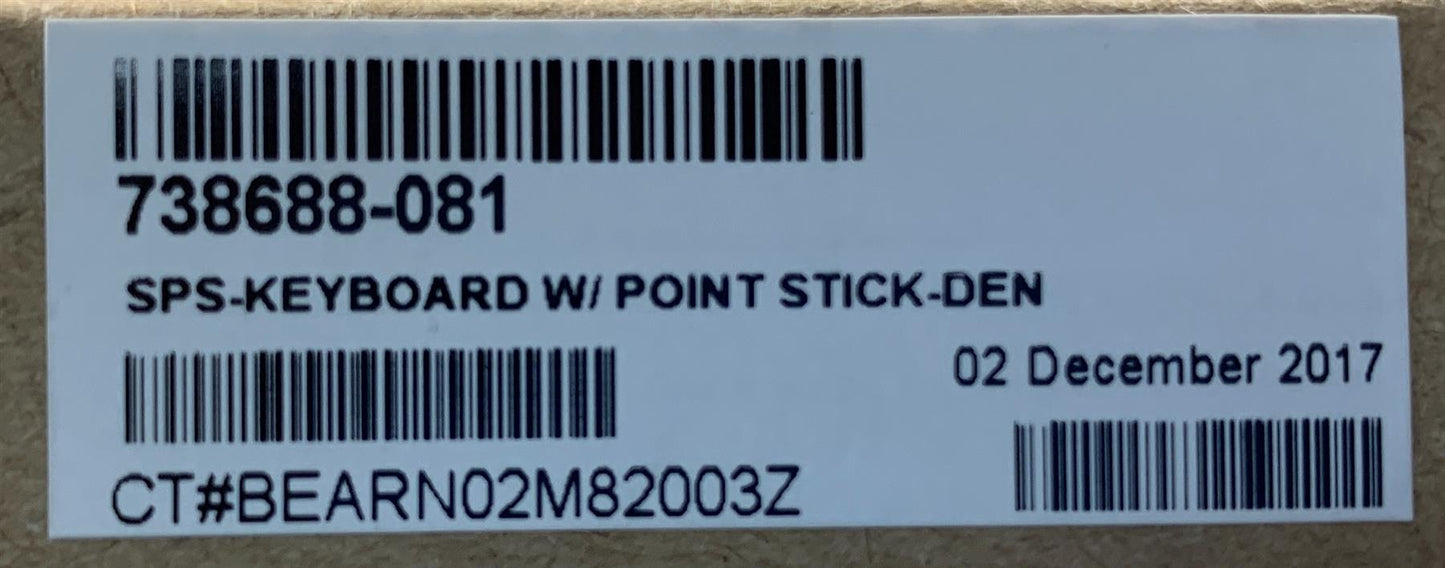 738688-081
SPS-KEYBOARD W/ POINT STICK-DEN
02 December 2017
CT#BEARN02M82003Z